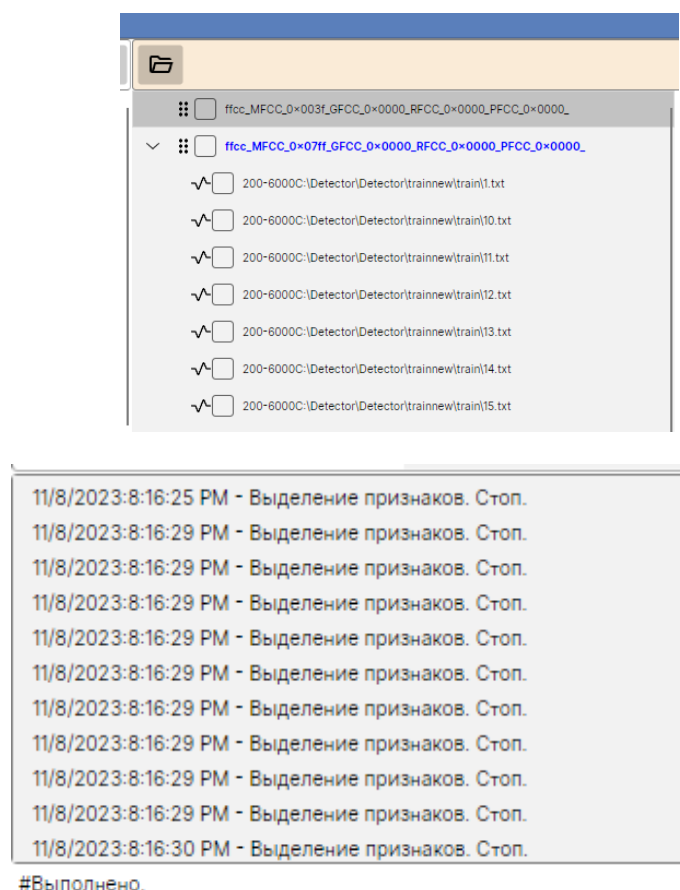 ffcc_MFCC_0×003f_GFCC_0×0000_RFCC_0×0000_PFCC_0×0000_
ffcc_MFCC_0×07ff_GFCC_0×0000_RFCC_0×0000_PFCC_0×0000_
200-6000C:\Detector\Detector\trainnew\train\1.txt
200-6000C:\Detector\Detector\trainnew\train\10.txt
200-6000C:\Detector\Detector\trainnew\train\11.txt
200-6000C:\Detector\Detector\trainnew\train\12.txt
200-6000C:\Detector\Detector\trainnew\train\13.txt
200-6000C:\Detector\Detector\trainnew\train\14.txt
200-6000C:\Detector\Detector\trainnew\train\15.txt
11/8/2023:8:16:25 PM - Выделение признаков. Стоп.
11/8/2023:8:16:29 PM - Выделение признаков. Стоп.
11/8/2023:8:16:29 PM - Выделение признаков. Стоп.
11/8/2023:8:16:29 PM - Выделение признаков. Стоп.
11/8/2023:8:16:29 PM - Выделение признаков. Стоп.
11/8/2023:8:16:29 PM - Выделение признаков. Стоп.
11/8/2023:8:16:29 PM - Выделение признаков. Стоп.
11/8/2023:8:16:29 PM - Выделение признаков. Стоп.
11/8/2023:8:16:29 PM - Выделение признаков. Стоп.
11/8/2023:8:16:29 PM - Выделение признаков. Стоп.
11/8/2023:8:16:30 PM - Выделение признаков. Стоп.
#Выполнено.